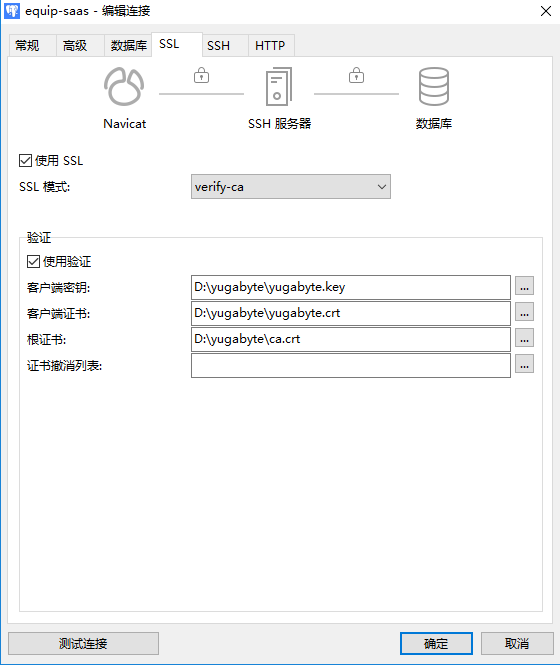 equip-saas - 编辑连接
常规 高级 数据库 SSL SSH HTTP
Navicat SSH 服务器 数据库
使用 SSL
SSL 模式: verify-ca
验证
使用验证
客户端密钥: D:\yugabyte\yugabyte.key ...
客户端证书: D:\yugabyte\yugabyte.crt ...
根证书: D:\yugabyte\ca.crt ...
证书撤消列表: ...
测试连接 确定 取消